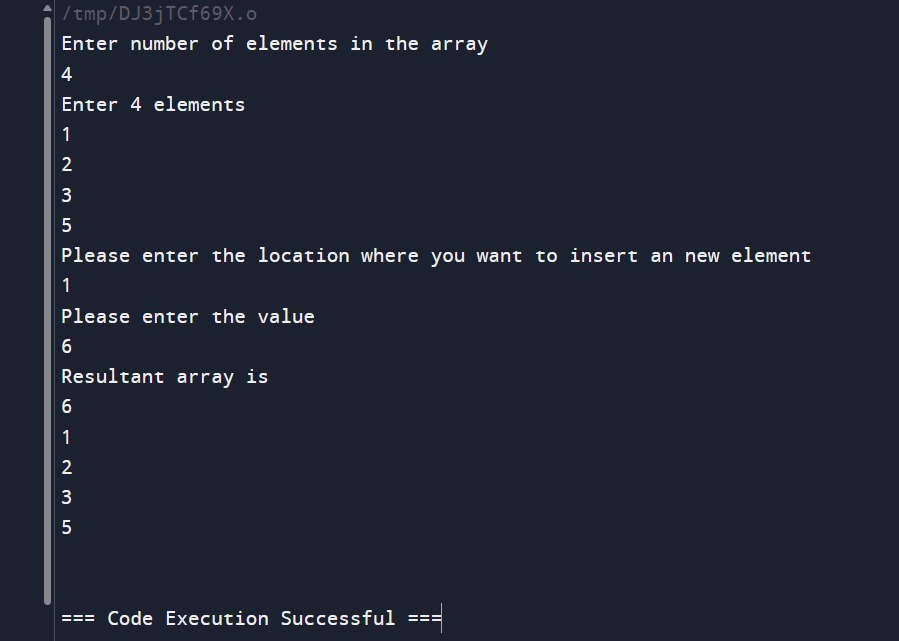 /tmp/DJ3jTCf69X.o
Enter number of elements in the array
4
Enter 4 elements
1
2
3
5
Please enter the location where you want to insert an new element
1
Please enter the value
6
Resultant array is
6
1
2
3
5
=== Code Execution Successful ===